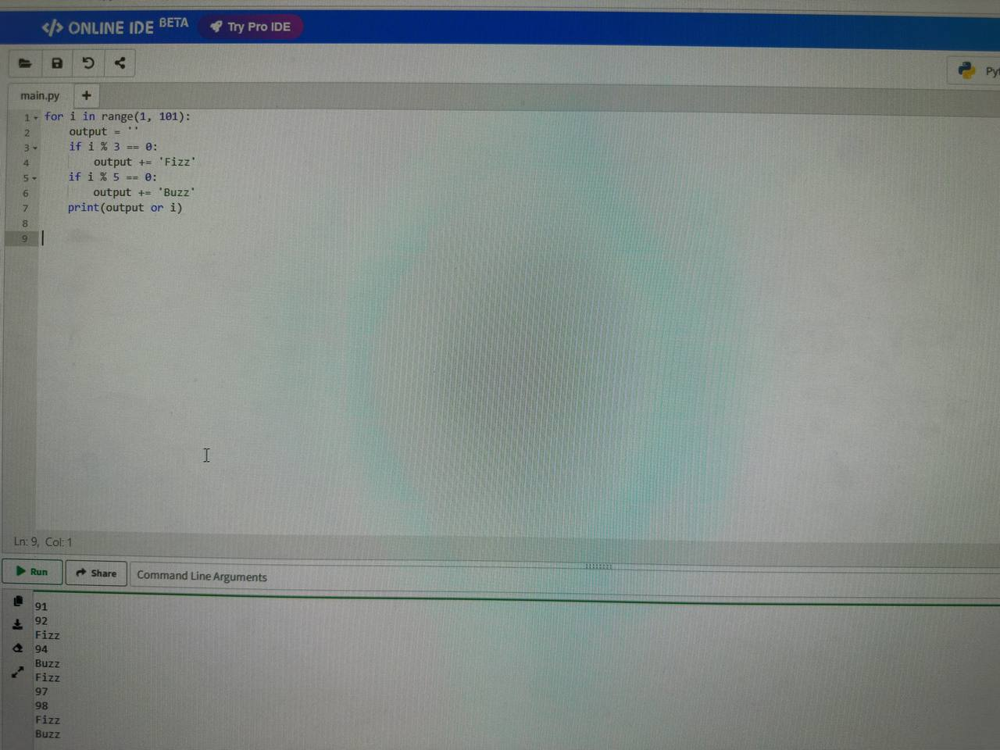 ONLINE IDE BETA Try Pro IDE
main.py +
1 for i in range(1, 101):
2     output = ''
3     if i % 3 == 0:
4         output += 'Fizz'
5     if i % 5 == 0:
6         output += 'Buzz'
7     print(output or i)
8
9
Ln: 9, Col: 1
Run Share Command Line Arguments
91
92
Fizz
94
Buzz
Fizz
97
98
Fizz
Buzz